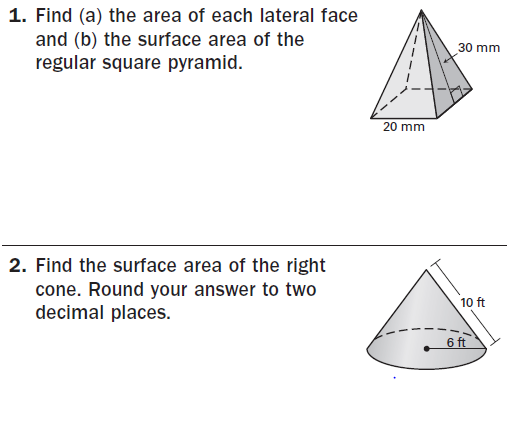 1. Find (a) the area of each lateral face
and (b) the surface area of the
regular square pyramid.
30 mm
20 mm
2. Find the surface area of the right
cone. Round your answer to two
decimal places.
10 ft
6 ft